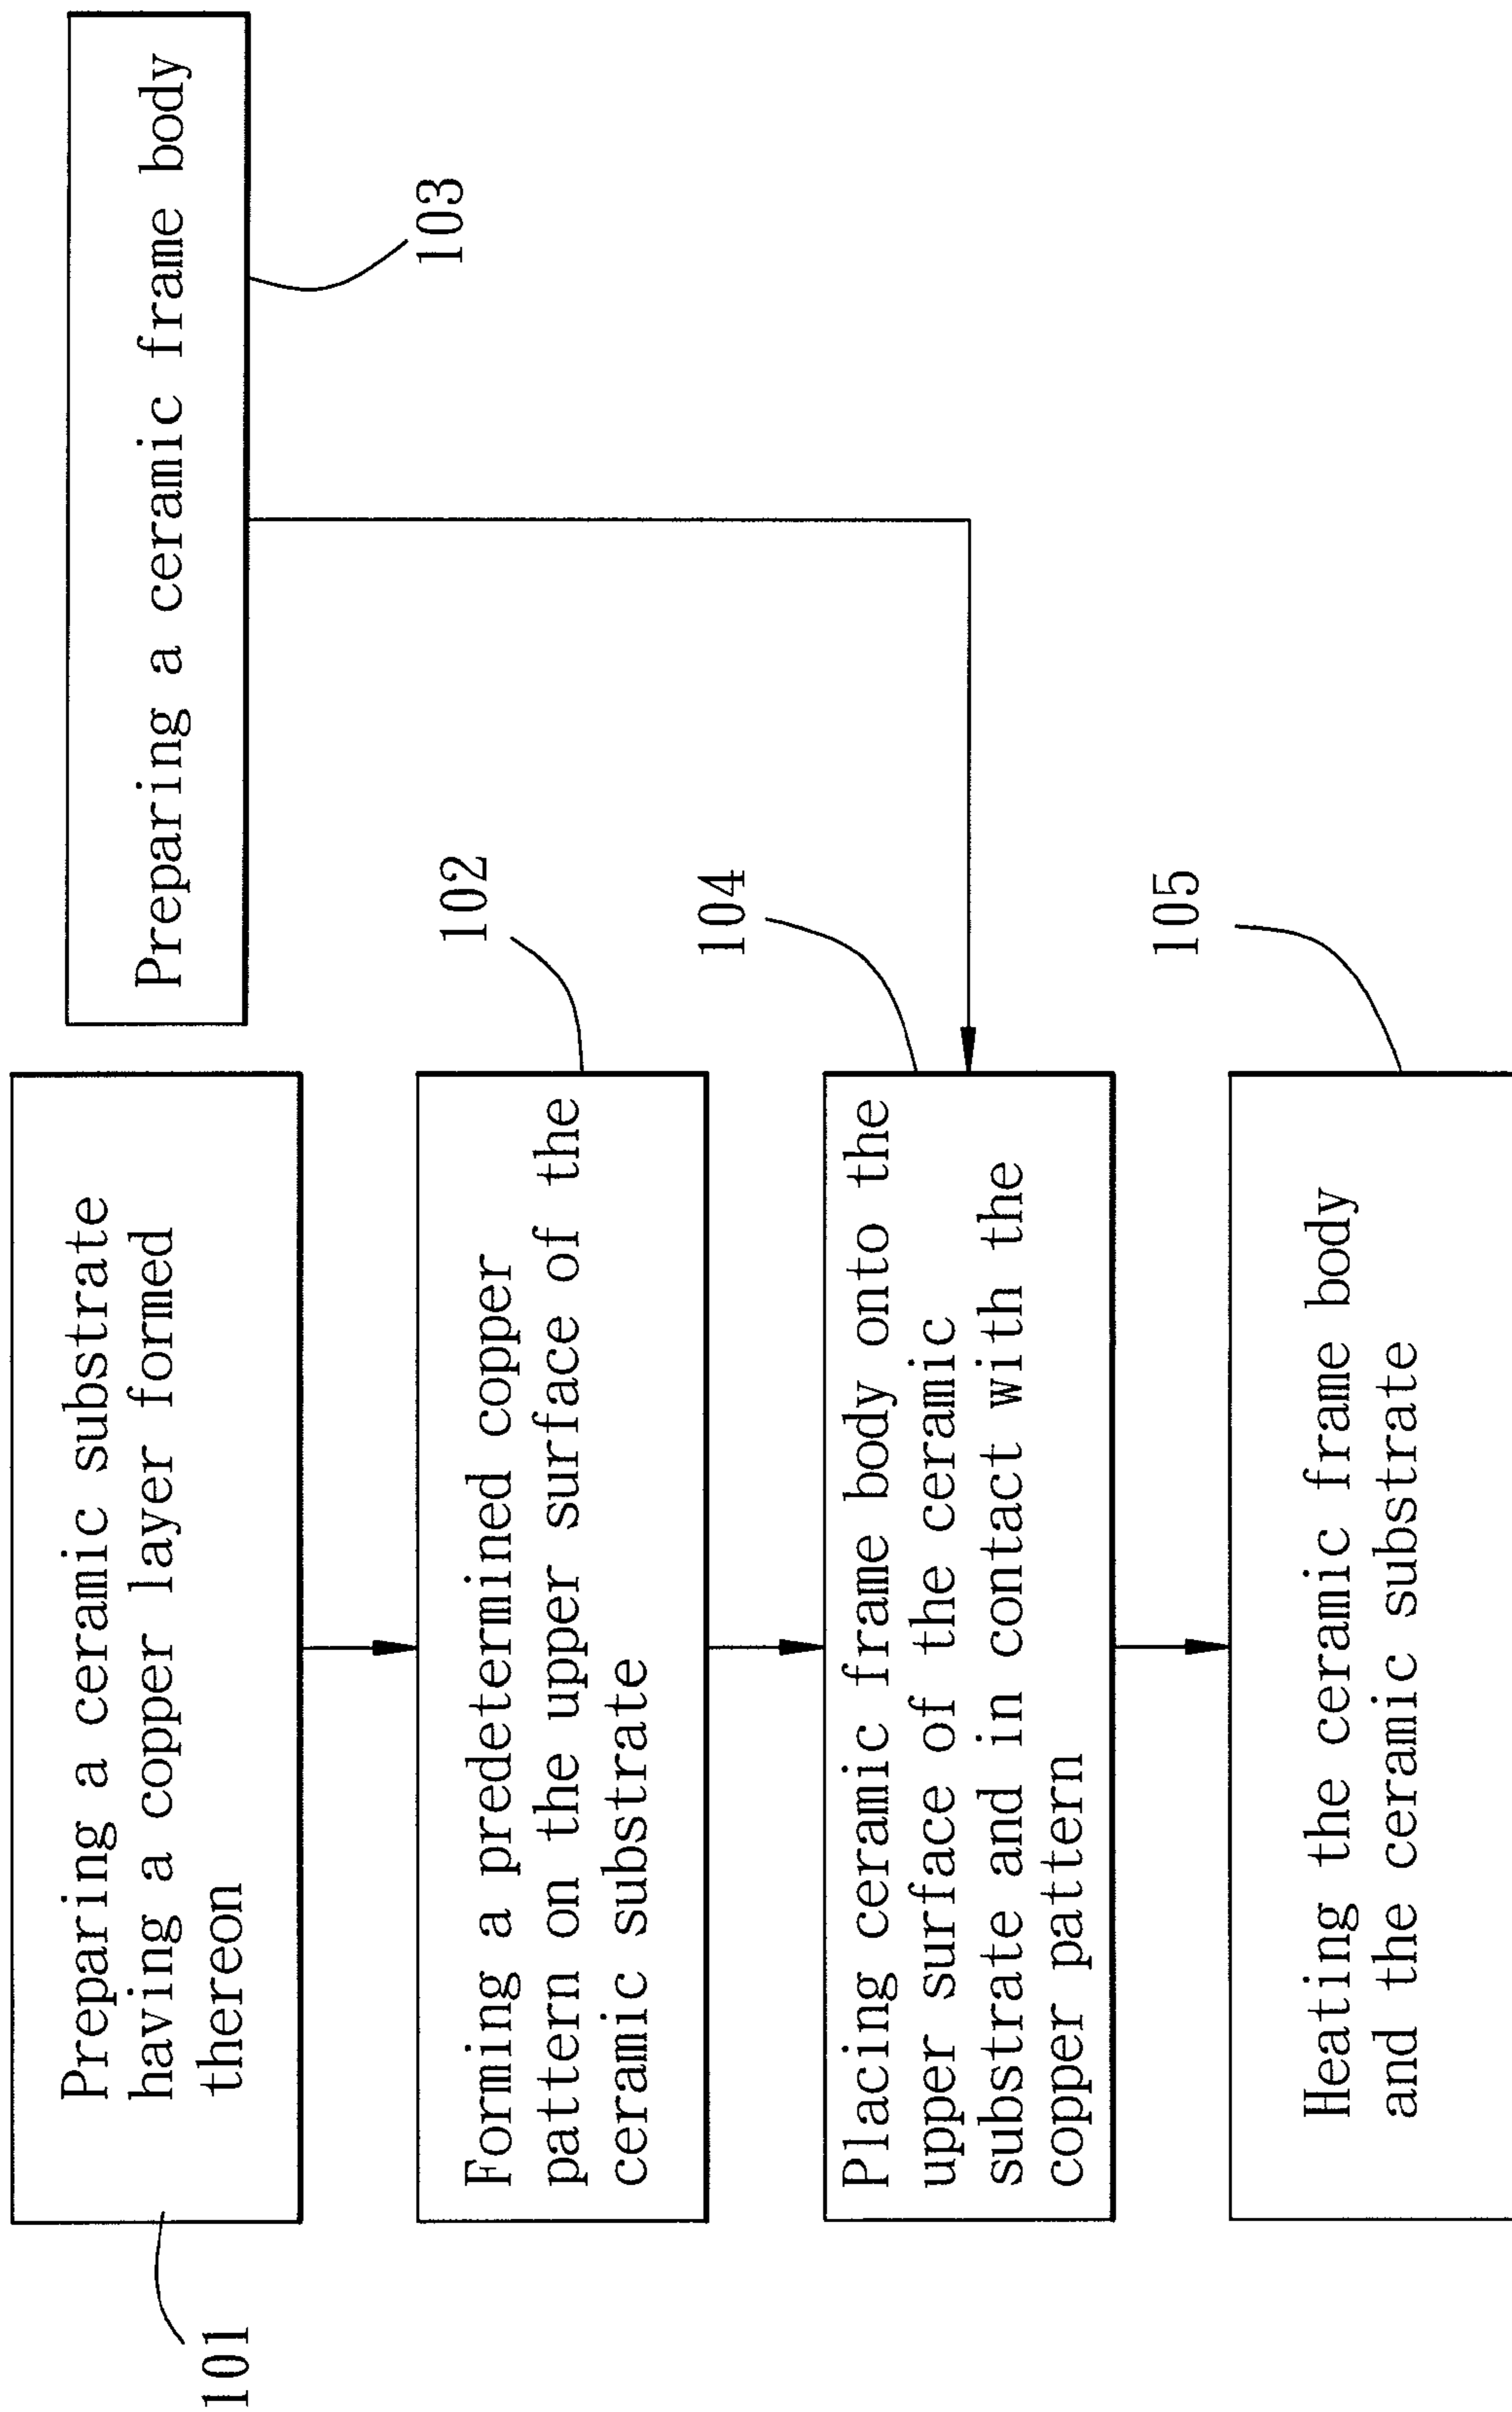 101
Preparing a ceramic substrate
having a copper layer formed
thereon
Preparing a ceramic frame body
103
Forming a predetermined copper
pattern on the upper surface of the
ceramic substrate
102
Placing ceramic frame body onto the
upper surface of the ceramic
substrate and in contact with the
copper pattern
104
Heating the ceramic frame body
and the ceramic substrate
105